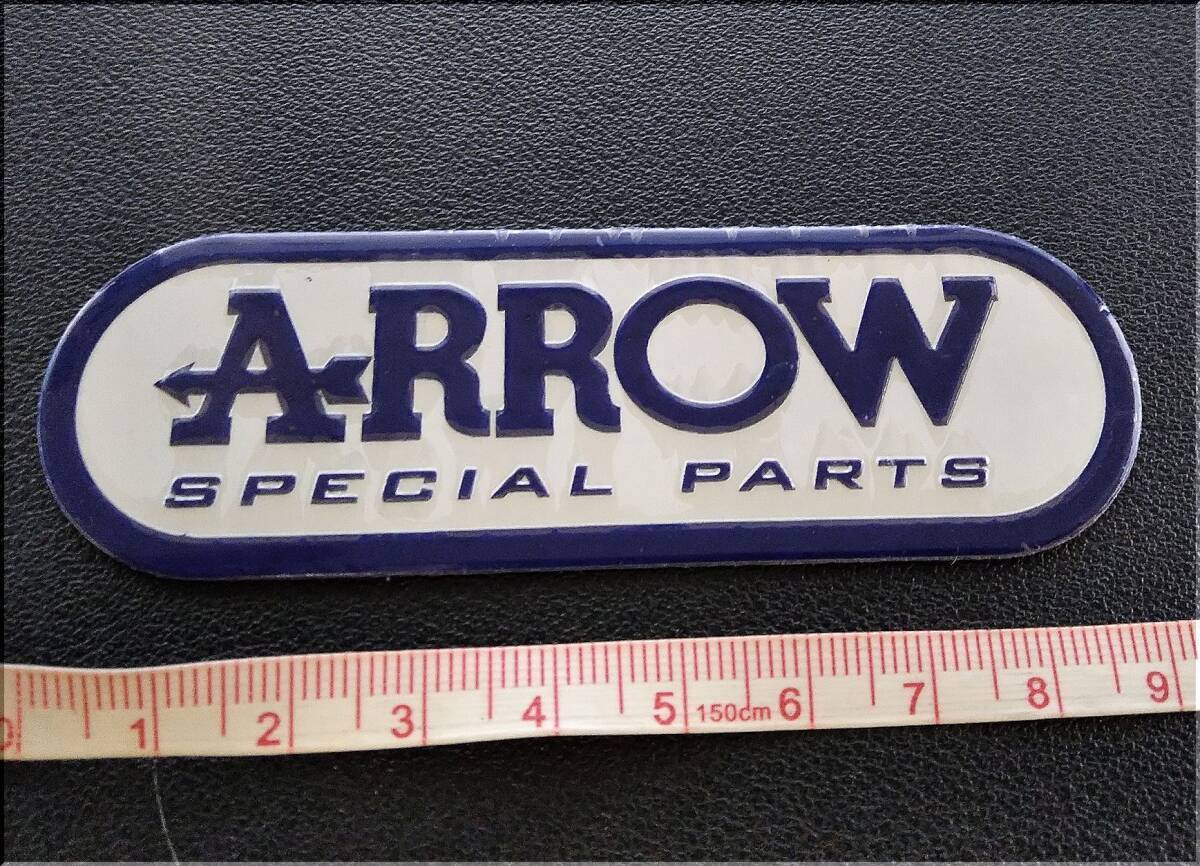 ARROW
SPECIAL PARTS
0 1 2 3 4 5 150cm 6 7 8 9